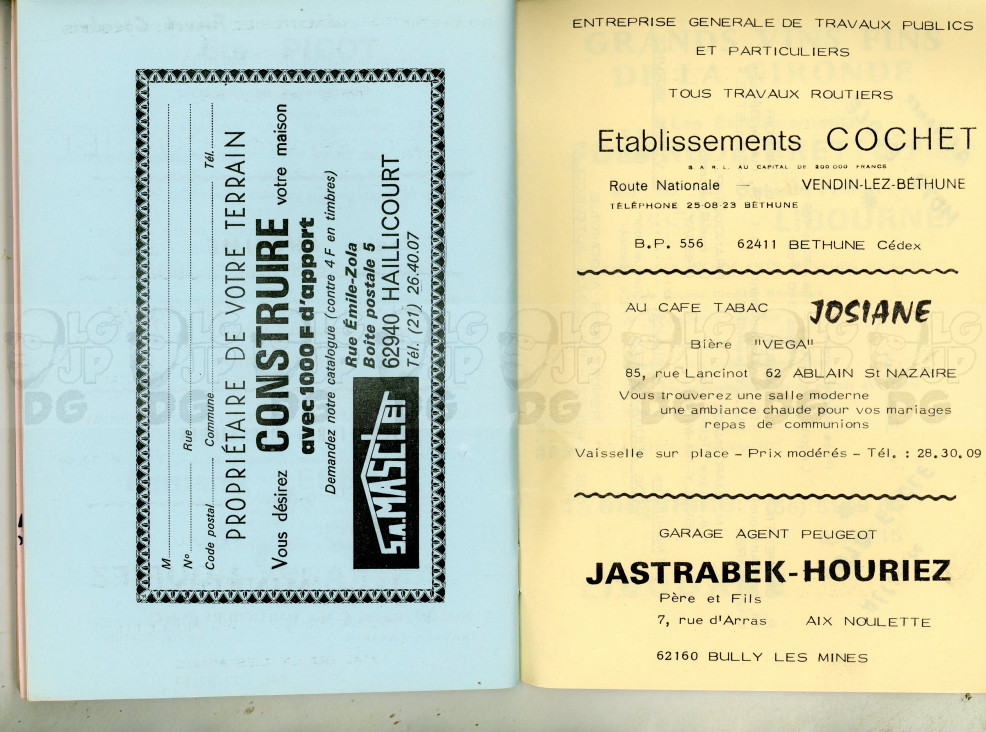 M
N° Rue
Code postal Commune Tél.
PROPRIÉTAIRE DE VOTRE TERRAIN
Vous désirez CONSTRUIRE votre maison
avec 1000 F d'apport
Demandez notre catalogue (contre 4 F en timbres)
S.A. MASCLET
Rue Émile-Zola
Boite postale 5
62940 HAILLICOURT
Tél. (21) 26.40.07
ENTREPRISE GENERALE DE TRAVAUX PUBLICS
ET PARTICULIERS
TOUS TRAVAUX ROUTIERS
Etablissements COCHET
S. A. R. L. AU CAPITAL DE 200 000 FRANCS
Route Nationale — VENDIN-LEZ-BÉTHUNE
TÉLÉPHONE 25-08-23 BÉTHUNE
B.P. 556 62411 BETHUNE Cédex
AU CAFE TABAC JOSIANE
Bière "VEGA"
85, rue Lancinot 62 ABLAIN St NAZAIRE
Vous trouverez une salle moderne
une ambiance chaude pour vos mariages
repas de communions
Vaisselle sur place - Prix modérés - Tél. : 28.30.09
GARAGE AGENT PEUGEOT
JASTRABEK-HOURIEZ
Père et Fils
7, rue d'Arras AIX NOULETTE
62160 BULLY LES MINES
LG JP DG